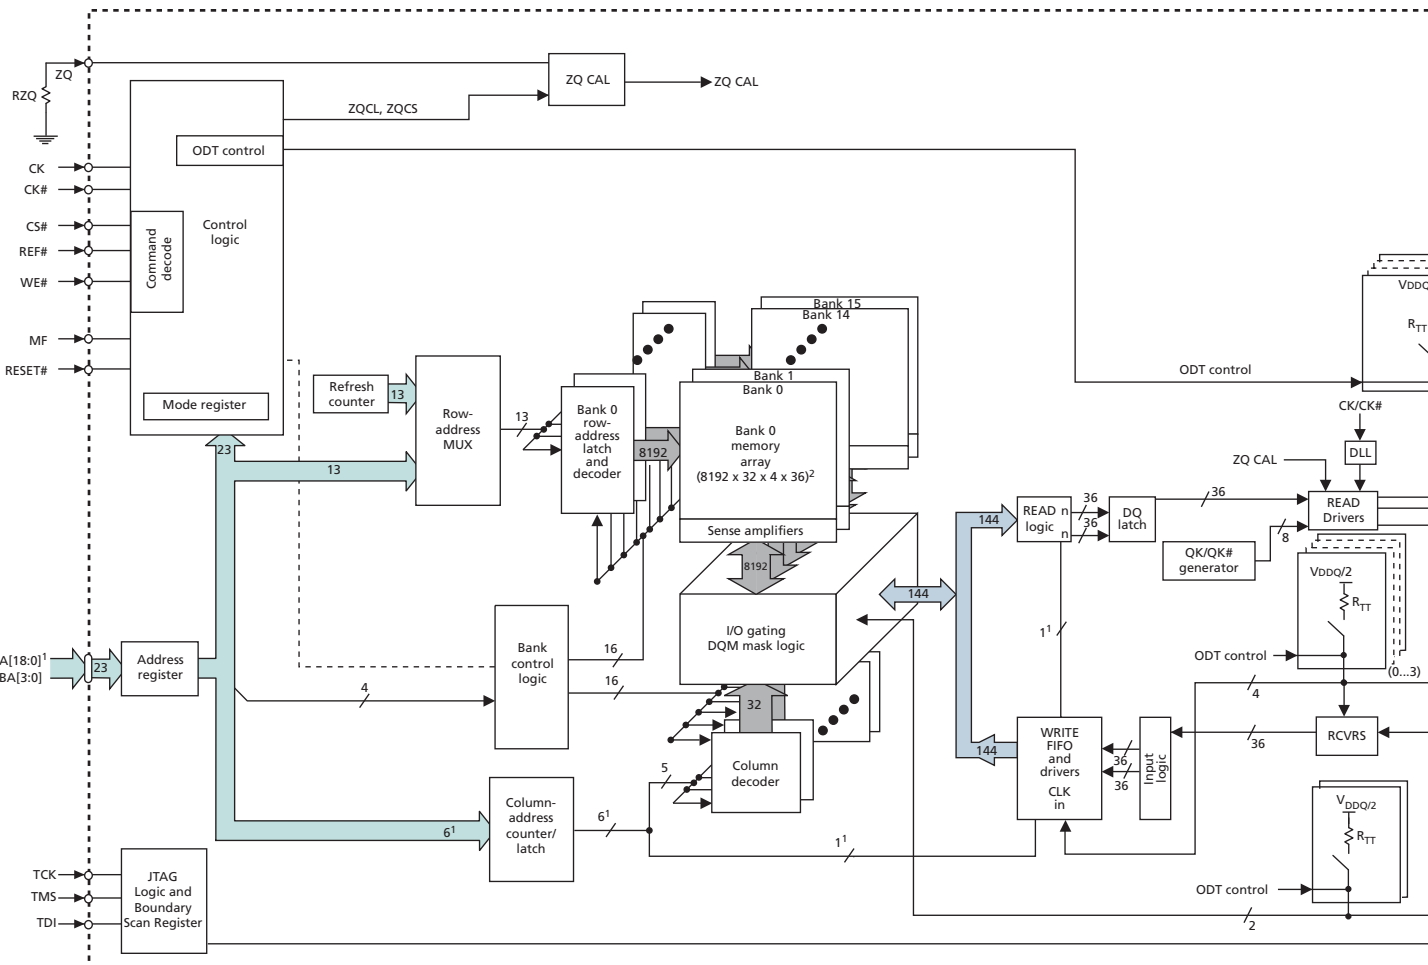 ZQ
RZQ
ZQ CAL
ZQ CAL
ZQCL, ZQCS
ODT control
CK
CK#
CS#
REF#
WE#
MF
RESET#
Command
decode
Control
logic
Mode register
Bank 15
Bank 14
Bank 1
Bank 0
Refresh
counter
13
Row-
address
MUX
13
Bank 0
row-
address
latch
and
decoder
8192
Bank 0
memory
array
(8192 x 32 x 4 x 36)²
Sense amplifiers
23
13
8192
ODT control
VDDQ
RTT
CK/CK#
DLL
ZQ CAL
144
READ
logic
n
n
36
36
DQ
latch
36
READ
Drivers
8
QK/QK#
generator
VDDQ/2
RTT
144
I/O gating
DQM mask logic
1¹
ODT control
(0...3)
A[18:0]¹
BA[3:0]
23
Address
register
Bank
control
logic
16
16
4
4
32
144
WRITE
FIFO
and
drivers
CLK
in
36
36
Input
logic
36
RCVRS
5
Column
decoder
Column-
address
counter/
latch
6¹
6¹
1¹
VDDQ/2
RTT
ODT control
2
TCK
TMS
TDI
JTAG
Logic and
Boundary
Scan Register